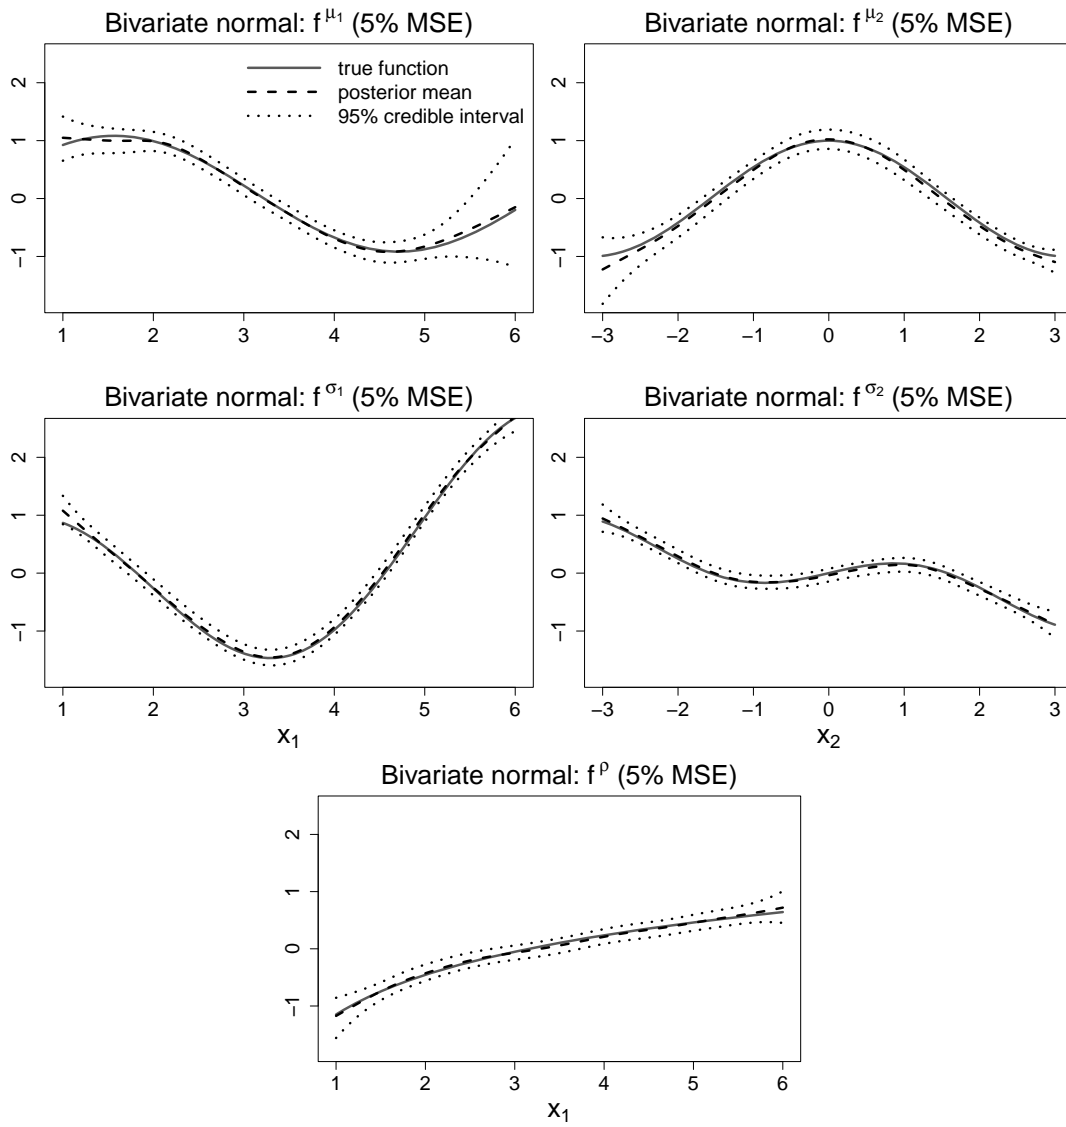 Bivariate normal: f^μ₁ (5% MSE)
Bivariate normal: f^μ₂ (5% MSE)
true function
posterior mean
95% credible interval
2
1
0
−1
1 2 3 4 5 6
2
1
0
−1
−3 −2 −1 0 1 2 3
Bivariate normal: f^σ₁ (5% MSE)
Bivariate normal: f^σ₂ (5% MSE)
2
1
0
−1
1 2 3 4 5 6
x₁
2
1
0
−1
−3 −2 −1 0 1 2 3
x₂
Bivariate normal: f^ρ (5% MSE)
2
1
0
−1
1 2 3 4 5 6
x₁